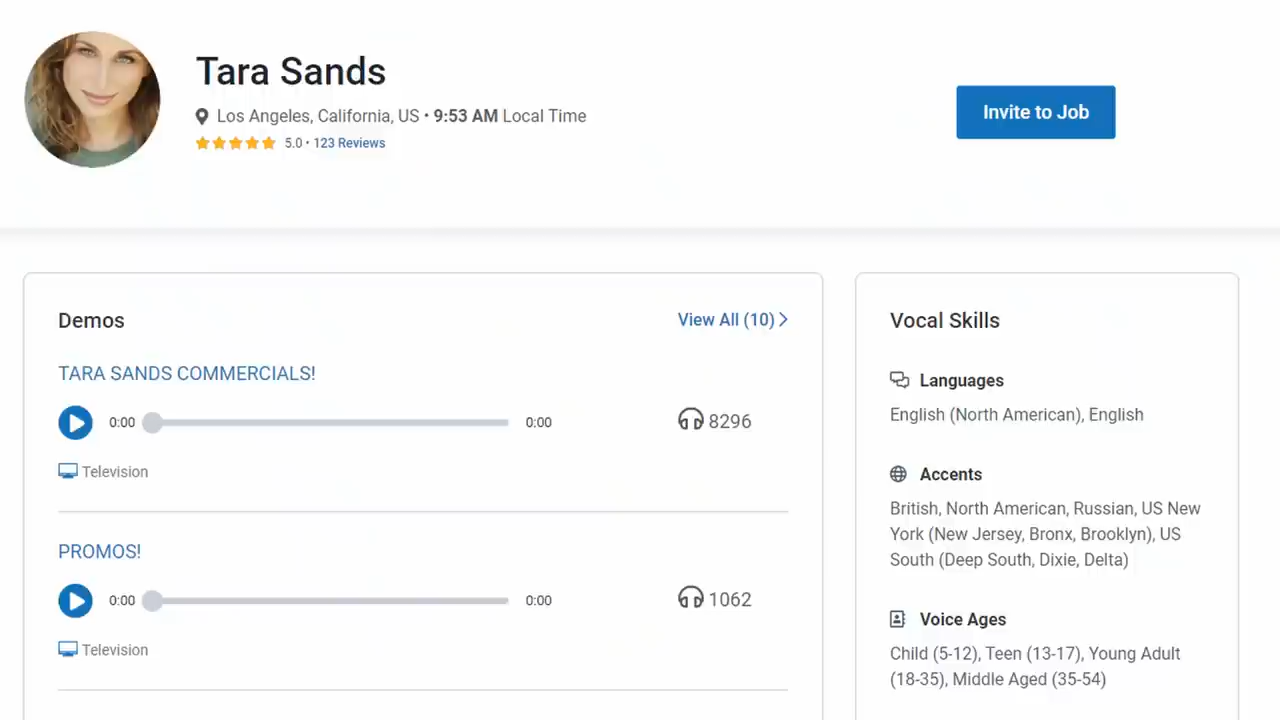 Tara Sands
Los Angeles, California, US • 9:53 AM Local Time
5.0 • 123 Reviews
Invite to Job
Demos
View All (10)
TARA SANDS COMMERCIALS!
0:00
0:00
8296
Television
PROMOS!
0:00
0:00
1062
Television
Vocal Skills
Languages
English (North American), English
Accents
British, North American, Russian, US New
York (New Jersey, Bronx, Brooklyn), US
South (Deep South, Dixie, Delta)
Voice Ages
Child (5-12), Teen (13-17), Young Adult
(18-35), Middle Aged (35-54)